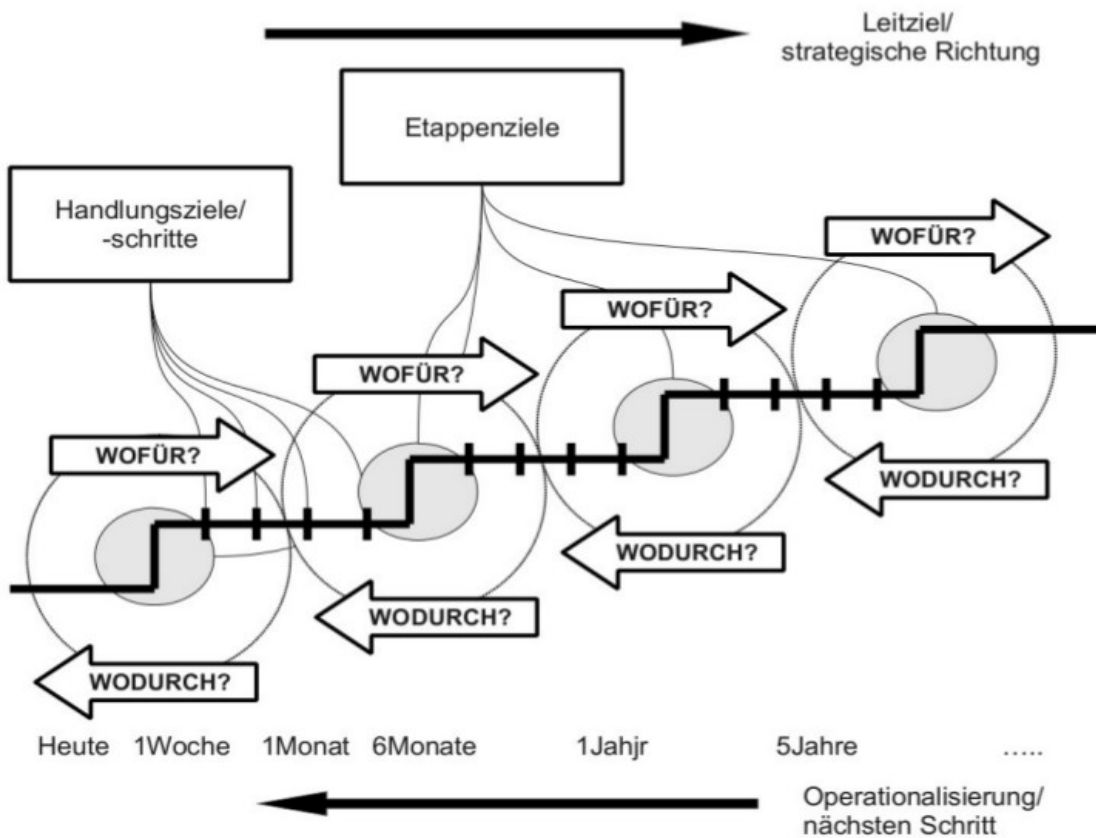 Leitziel/
strategische Richtung
Etappenziele
Handlungsziele/
-schritte
WOFÜR?
WOFÜR?
WOFÜR?
WOFÜR?
WODURCH?
WODURCH?
WODURCH?
WODURCH?
Heute 1Woche 1Monat 6Monate 1Jahjr 5Jahre .....
Operationalisierung/
nächsten Schritt